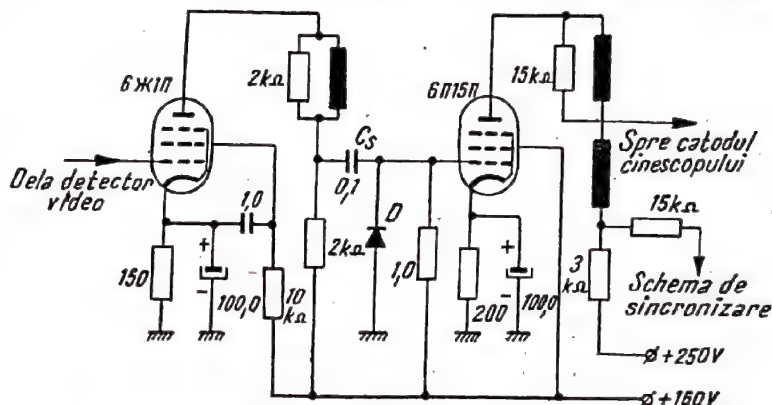 6Ж1П
2kΩ
6П15П
15kΩ
Cs
0,1
Spre catodul
cinescopului
Dela detector
video
1,0
D
15kΩ
+
150
-
100,0
10
kΩ
2kΩ
1,0
+
200
-
100,0
3
kΩ
Schema de
sincronizare
+250V
+160V